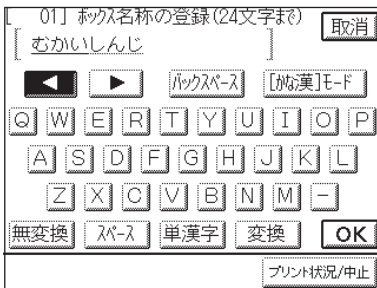 [ 01] ﾎﾞｯｸｽ名称の登録(24文字まで)
取消
[ むかいしんじ ]
◀ ▶ ﾊﾞｯｸｽﾍﾟｰｽ [かな漢]ﾓｰﾄﾞ
Q W E R T Y U I O P
A S D F G H J K L
Z X C V B N M -
無変換 ｽﾍﾟｰｽ 単漢字 変換 OK
ﾌﾟﾘﾝﾄ状況/中止